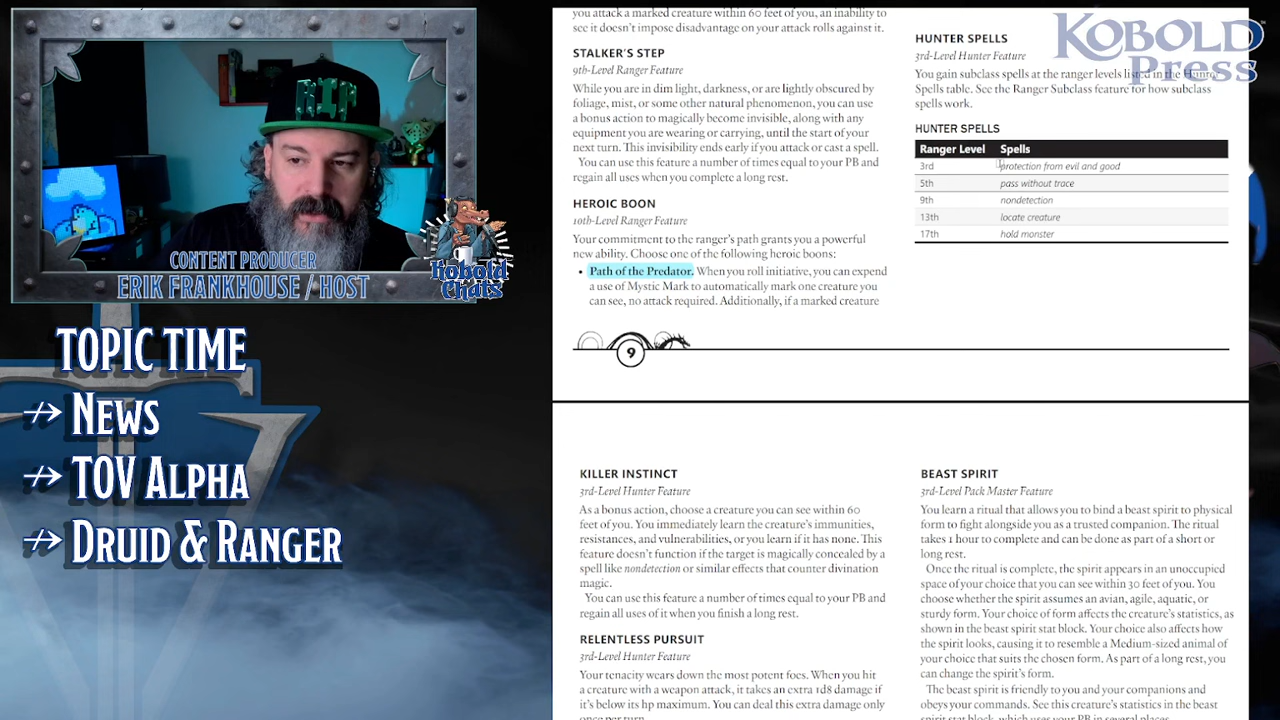 RIP
CONTENT PRODUCER
ERIK FRANKHOUSE / HOST
kobold
Chats
TOPIC TIME
News
TOV Alpha
Druid & Ranger
KOBOLD
Press
you attack a marked creature within 60 feet of you, an inability to
see it doesn't impose disadvantage on your attack rolls against it.
STALKER'S STEP
9th-Level Ranger Feature
While you are in dim light, darkness, or are lightly obscured by
foliage, mist, or some other natural phenomenon, you can use
a bonus action to magically become invisible, along with any
equipment you are wearing or carrying, until the start of your
next turn. This invisibility ends early if you attack or cast a spell.
You can use this feature a number of times equal to your PB and
regain all uses when you complete a long rest.
HEROIC BOON
10th-Level Ranger Feature
Your commitment to the ranger's path grants you a powerful
new ability. Choose one of the following heroic boons:
• Path of the Predator. When you roll initiative, you can expend
a use of Mystic Mark to automatically mark one creature you
can see, no attack required. Additionally, if a marked creature
HUNTER SPELLS
3rd-Level Hunter Feature
You gain subclass spells at the ranger levels listed in the Hunter
Spells table. See the Ranger Subclass feature for how subclass
spells work.
HUNTER SPELLS
Ranger Level Spells
3rd protection from evil and good
5th pass without trace
9th nondetection
13th locate creature
17th hold monster
9
KILLER INSTINCT
3rd-Level Hunter Feature
As a bonus action, choose a creature you can see within 60
feet of you. You immediately learn the creature's immunities,
resistances, and vulnerabilities, or you learn if it has none. This
feature doesn't function if the target is magically concealed by a
spell like nondetection or similar effects that counter divination
magic.
You can use this feature a number of times equal to your PB and
regain all uses of it when you finish a long rest.
RELENTLESS PURSUIT
3rd-Level Hunter Feature
Your tenacity wears down the most potent foes. When you hit
a creature with a weapon attack, it takes an extra 1d8 damage if
it's below its hp maximum. You can deal this extra damage only
once per turn.
BEAST SPIRIT
3rd-Level Pack Master Feature
You learn a ritual that allows you to bind a beast spirit to physical
form to fight alongside you as a trusted companion. The ritual
takes 1 hour to complete and can be done as part of a short or
long rest.
Once the ritual is complete, the spirit appears in an unoccupied
space of your choice that you can see within 30 feet of you. You
choose whether the spirit assumes an avian, agile, aquatic, or
sturdy form. Your choice of form affects the creature's statistics, as
shown in the beast spirit stat block. Your choice also affects how
the spirit looks, causing it to resemble a Medium-sized animal of
your choice that suits the chosen form. As part of a long rest, you
can change the spirit's form.
The beast spirit is friendly to you and your companions and
obeys your commands. See this creature's statistics in the beast
spirit stat block, which uses your PB in several places.